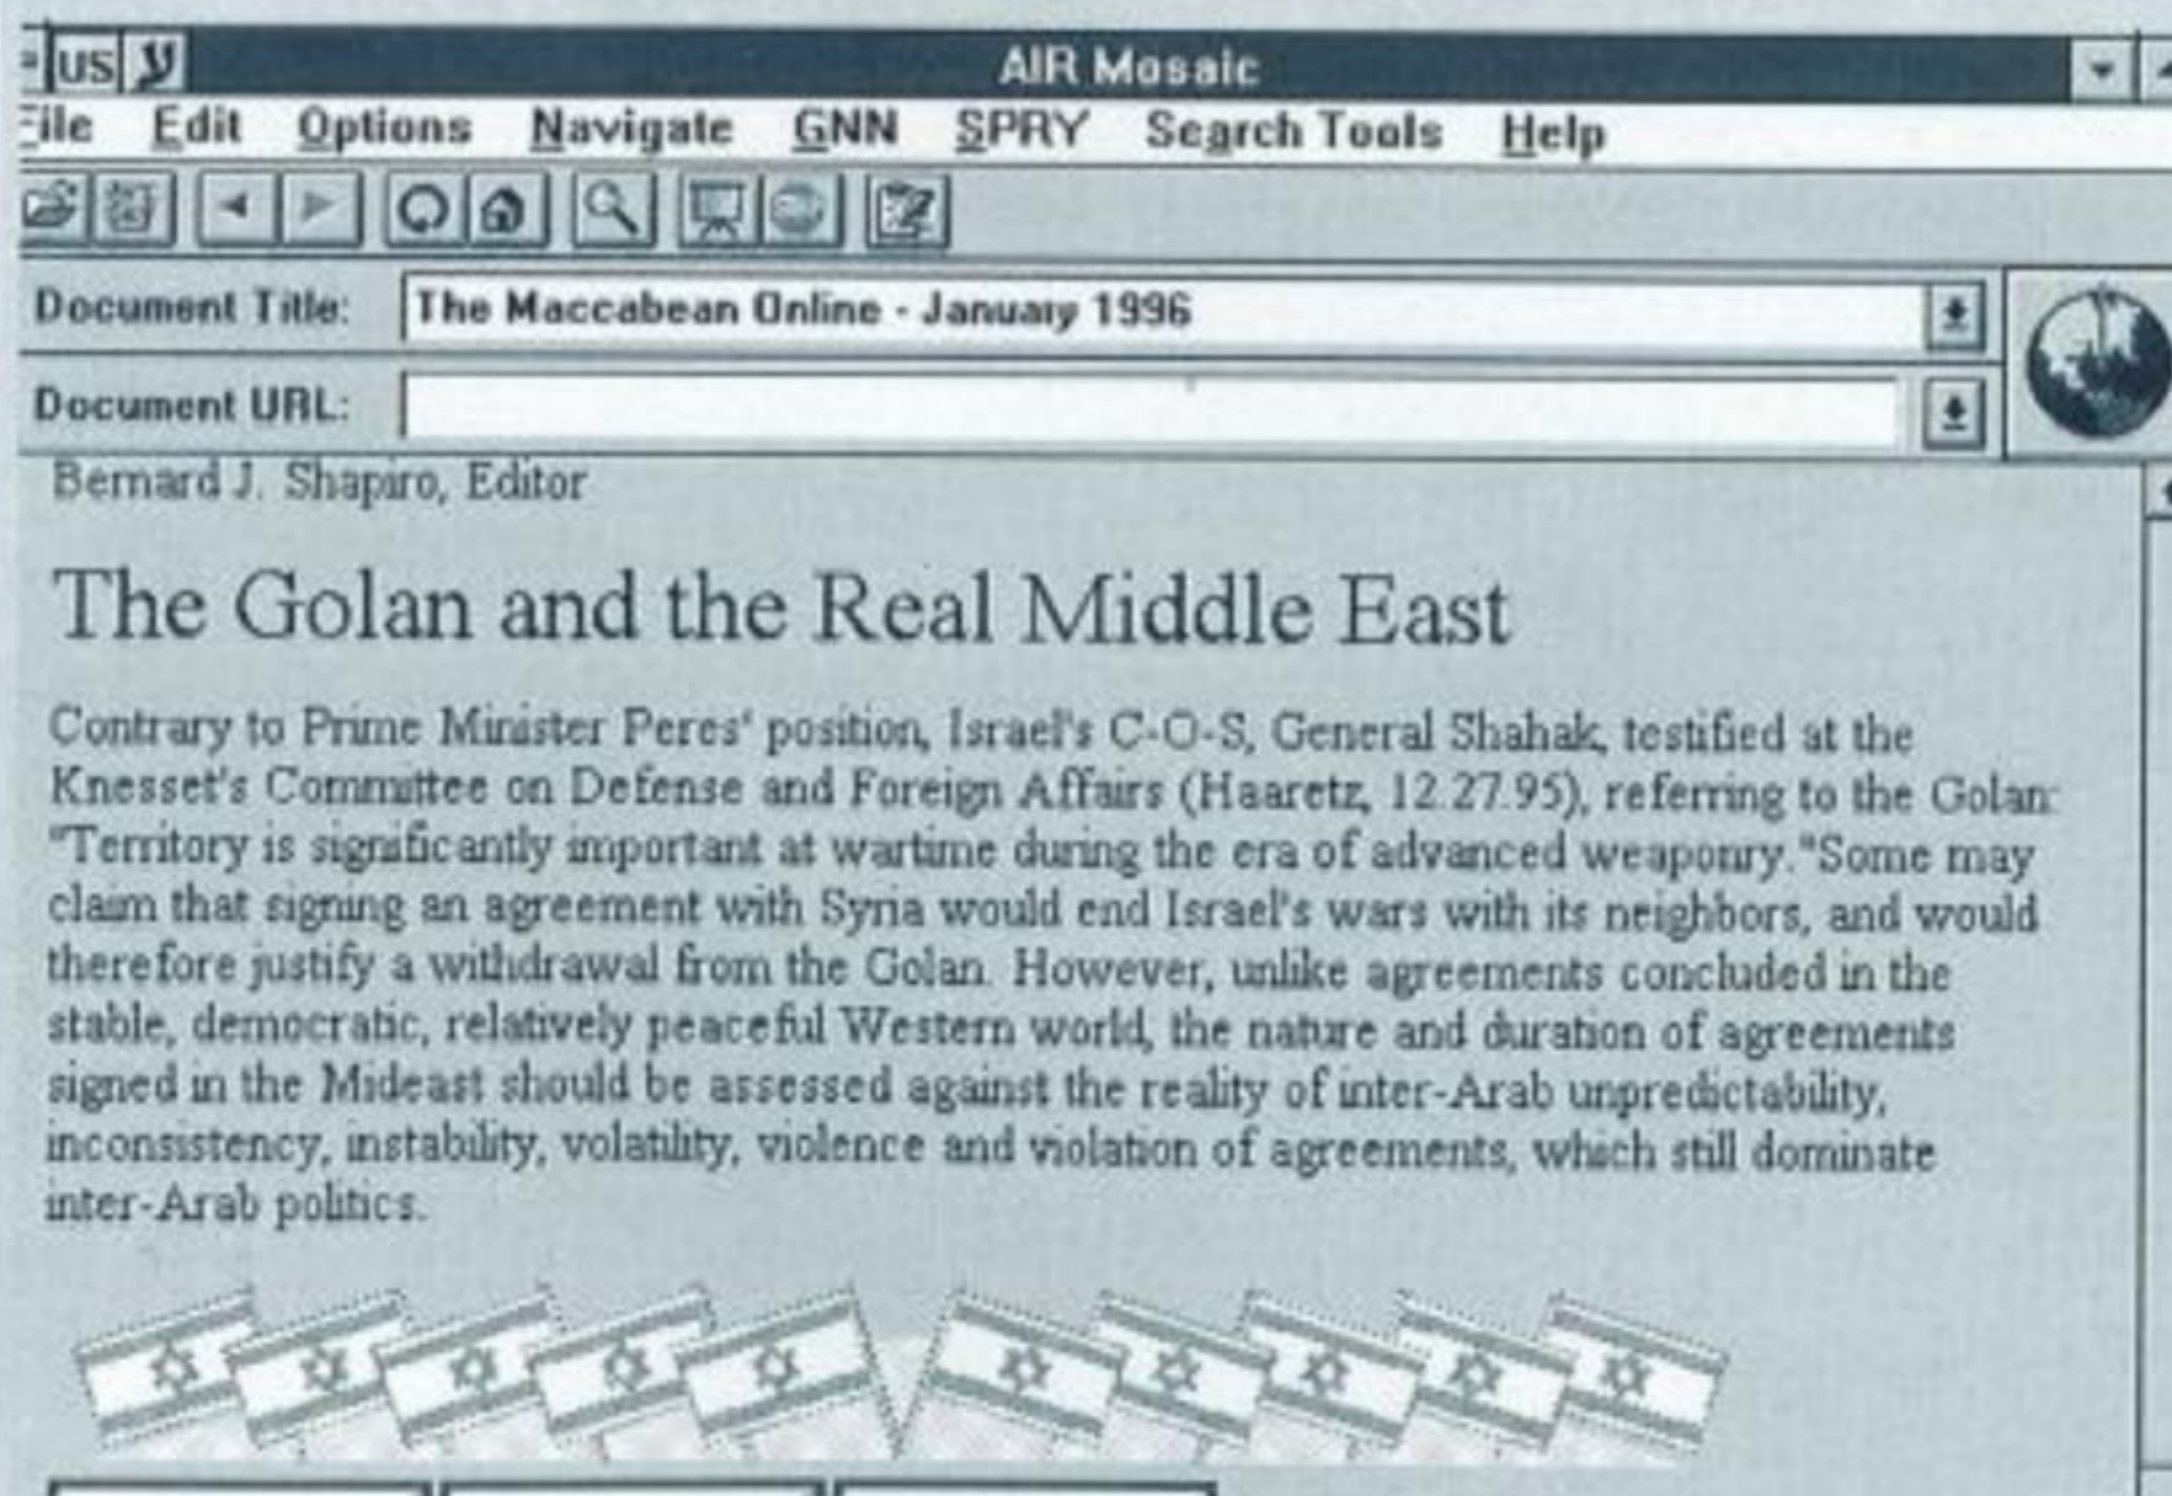 US ע AIR Mosaic
File Edit Options Navigate GNN SPRY Search Tools Help
Document Title: The Maccabean Online - January 1996
Document URL:
Bernard J. Shapiro, Editor
The Golan and the Real Middle East
Contrary to Prime Minister Peres' position, Israel's C-O-S, General Shahak, testified at the
Knesset's Committee on Defense and Foreign Affairs (Haaretz, 12.27.95), referring to the Golan:
"Territory is significantly important at wartime during the era of advanced weaponry."Some may
claim that signing an agreement with Syria would end Israel's wars with its neighbors, and would
therefore justify a withdrawal from the Golan. However, unlike agreements concluded in the
stable, democratic, relatively peaceful Western world, the nature and duration of agreements
signed in the Mideast should be assessed against the reality of inter-Arab unpredictability,
inconsistency, instability, volatility, violence and violation of agreements, which still dominate
inter-Arab politics.